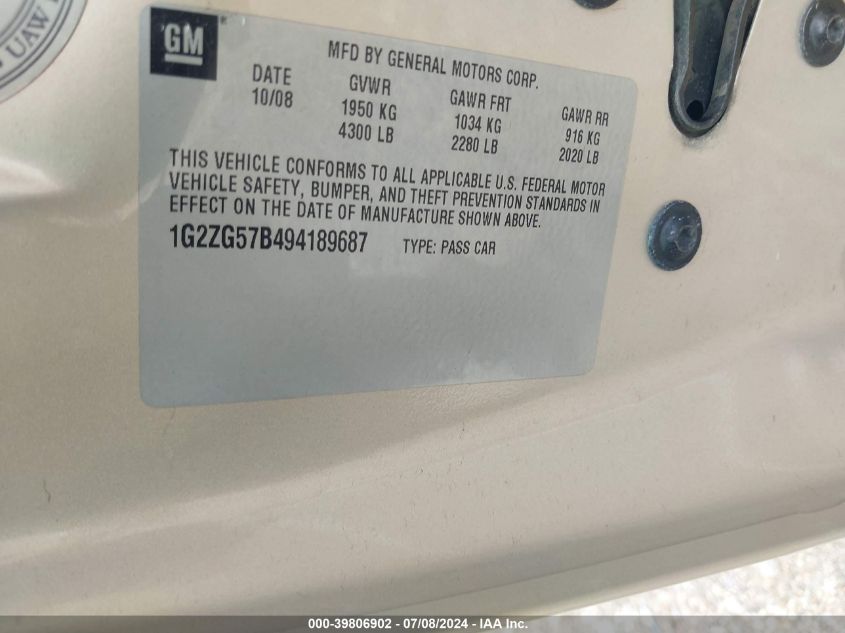 UAW
GM
MFD BY GENERAL MOTORS CORP.
DATE GVWR GAWR FRT GAWR RR
10/08 1950 KG 1034 KG 916 KG
4300 LB 2280 LB 2020 LB
THIS VEHICLE CONFORMS TO ALL APPLICABLE U.S. FEDERAL MOTOR
VEHICLE SAFETY, BUMPER, AND THEFT PREVENTION STANDARDS IN
EFFECT ON THE DATE OF MANUFACTURE SHOWN ABOVE.
1G2ZG57B494189687 TYPE: PASS CAR
000-39806902 - 07/08/2024 - IAA Inc.